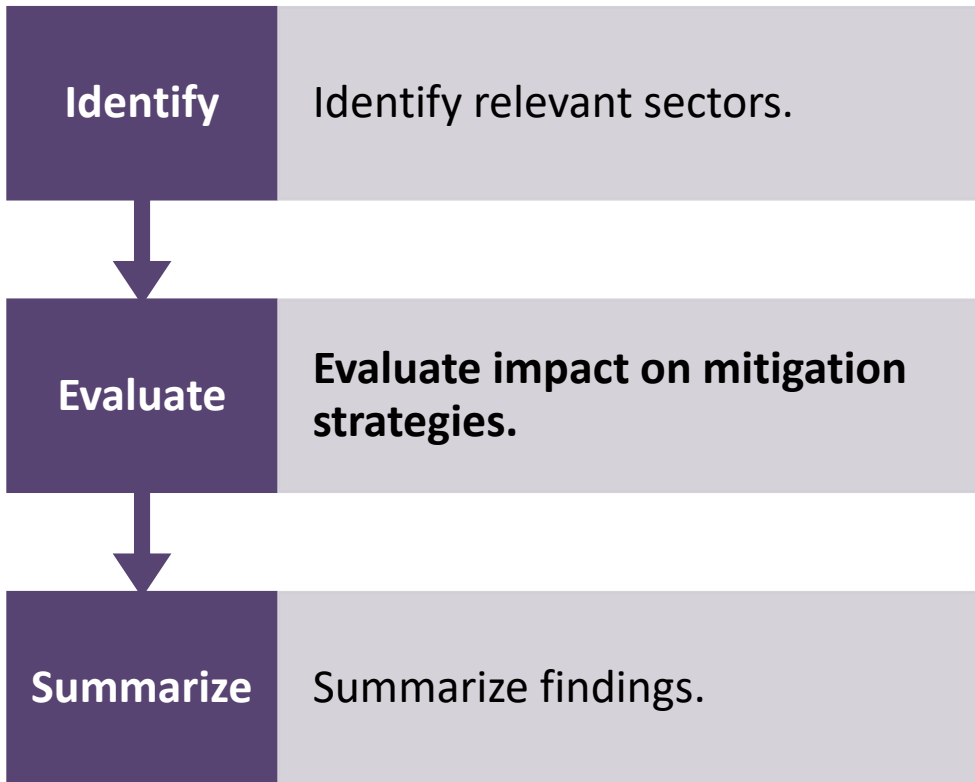 Identify
Identify relevant sectors.
Evaluate
Evaluate impact on mitigation
strategies.
Summarize
Summarize findings.